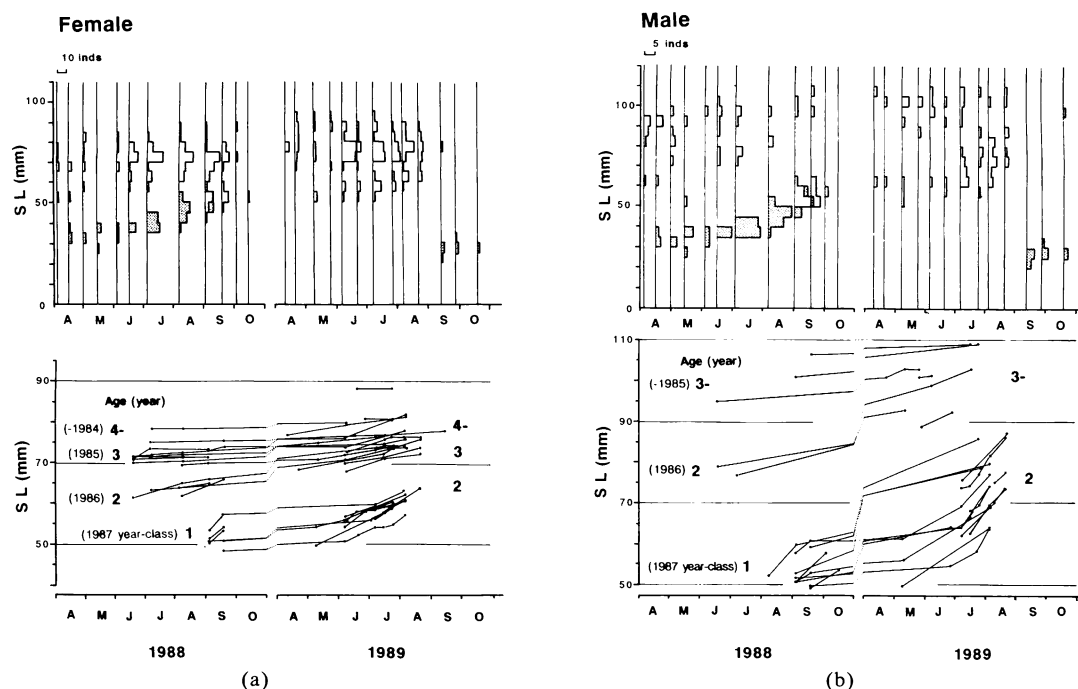 Female
10 inds
100
50
0
S L (mm)
A M J J A S O
A M J J A S O
90
70
50
S L (mm)
Age (year)
(-1984) 4-
(1985) 3
(1986) 2
(1987 year-class) 1
4-
3
2
A M J J A S O
A M J J A S O
1988
1989
(a)
Male
5 inds
100
50
0
S L (mm)
A M J J A S O
A M J J A S O
110
90
70
50
S L (mm)
Age (year)
(-1985) 3-
(1986) 2
(1987 year-class) 1
3-
2
A M J J A S O
A M J J A S O
1988
1989
(b)